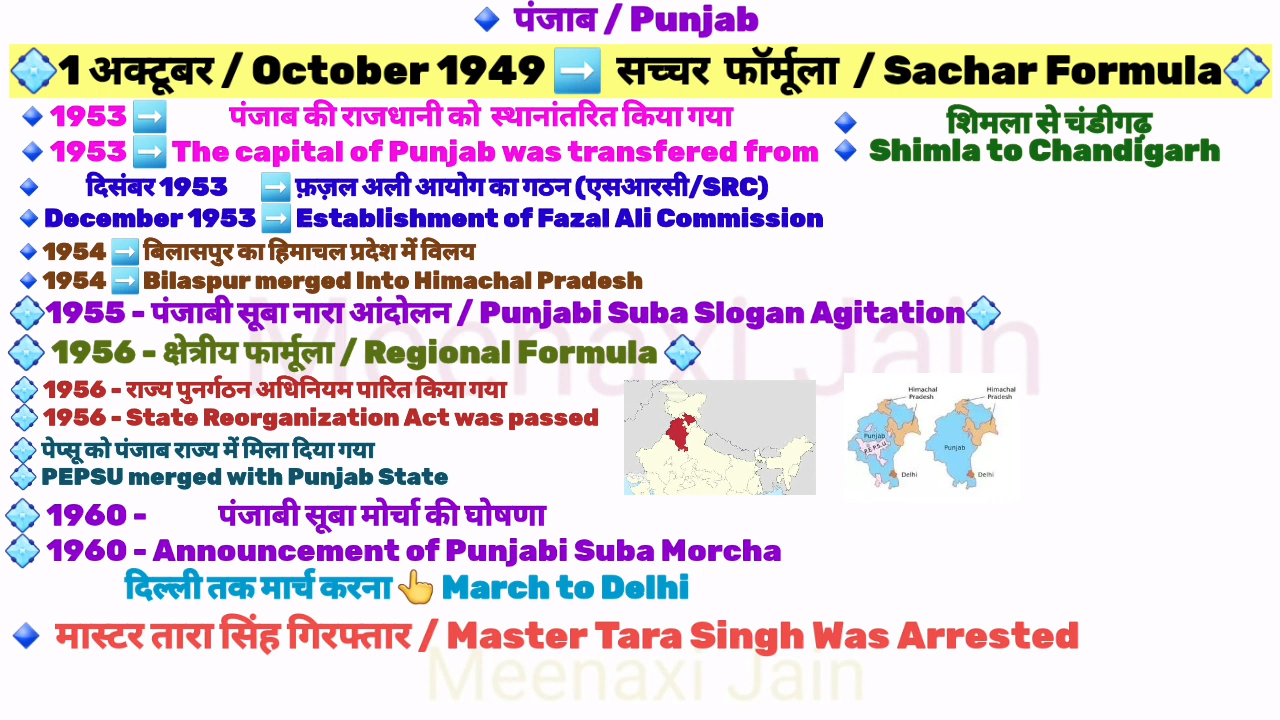 पंजाब / Punjab
1 अक्टूबर / October 1949 ➡ सच्चर फॉर्मूला / Sachar Formula
1953 ➡ पंजाब की राजधानी को स्थानांतरित किया गया
शिमला से चंडीगढ़
1953 ➡ The capital of Punjab was transfered from
Shimla to Chandigarh
दिसंबर 1953 ➡ फ़ज़ल अली आयोग का गठन (एसआरसी/SRC)
December 1953 ➡ Establishment of Fazal Ali Commission
1954 ➡ बिलासपुर का हिमाचल प्रदेश में विलय
1954 ➡ Bilaspur merged Into Himachal Pradesh
1955 - पंजाबी सूबा नारा आंदोलन / Punjabi Suba Slogan Agitation
Meenaxi Jain
1956 - क्षेत्रीय फार्मूला / Regional Formula
1956 - राज्य पुनर्गठन अधिनियम पारित किया गया
1956 - State Reorganization Act was passed
Himachal
Pradesh
Punjab
P.E.P.S.U
Delhi
Himachal
Pradesh
Punjab
Delhi
पेप्सू को पंजाब राज्य में मिला दिया गया
PEPSU merged with Punjab State
1960 - पंजाबी सूबा मोर्चा की घोषणा
1960 - Announcement of Punjabi Suba Morcha
दिल्ली तक मार्च करना 👆 March to Delhi
मास्टर तारा सिंह गिरफ्तार / Master Tara Singh Was Arrested
Meenaxi Jain